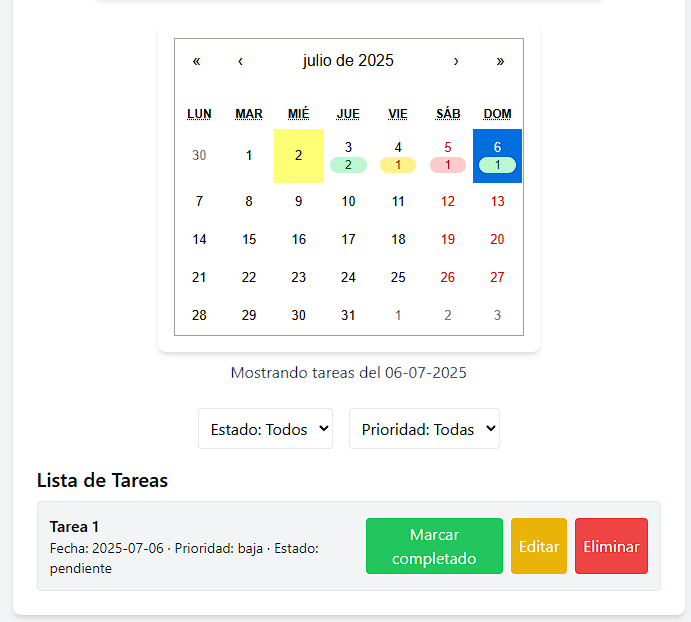 « ‹ julio de 2025 › »
LUN MAR MIÉ JUE VIE SÁB DOM
30 1 2 3 4 5 6
2 1 1 1
7 8 9 10 11 12 13
14 15 16 17 18 19 20
21 22 23 24 25 26 27
28 29 30 31 1 2 3
Mostrando tareas del 06-07-2025
Estado: Todos Prioridad: Todas
Lista de Tareas
Tarea 1
Fecha: 2025-07-06 · Prioridad: baja · Estado:
pendiente
Marcar
completado
Editar
Eliminar